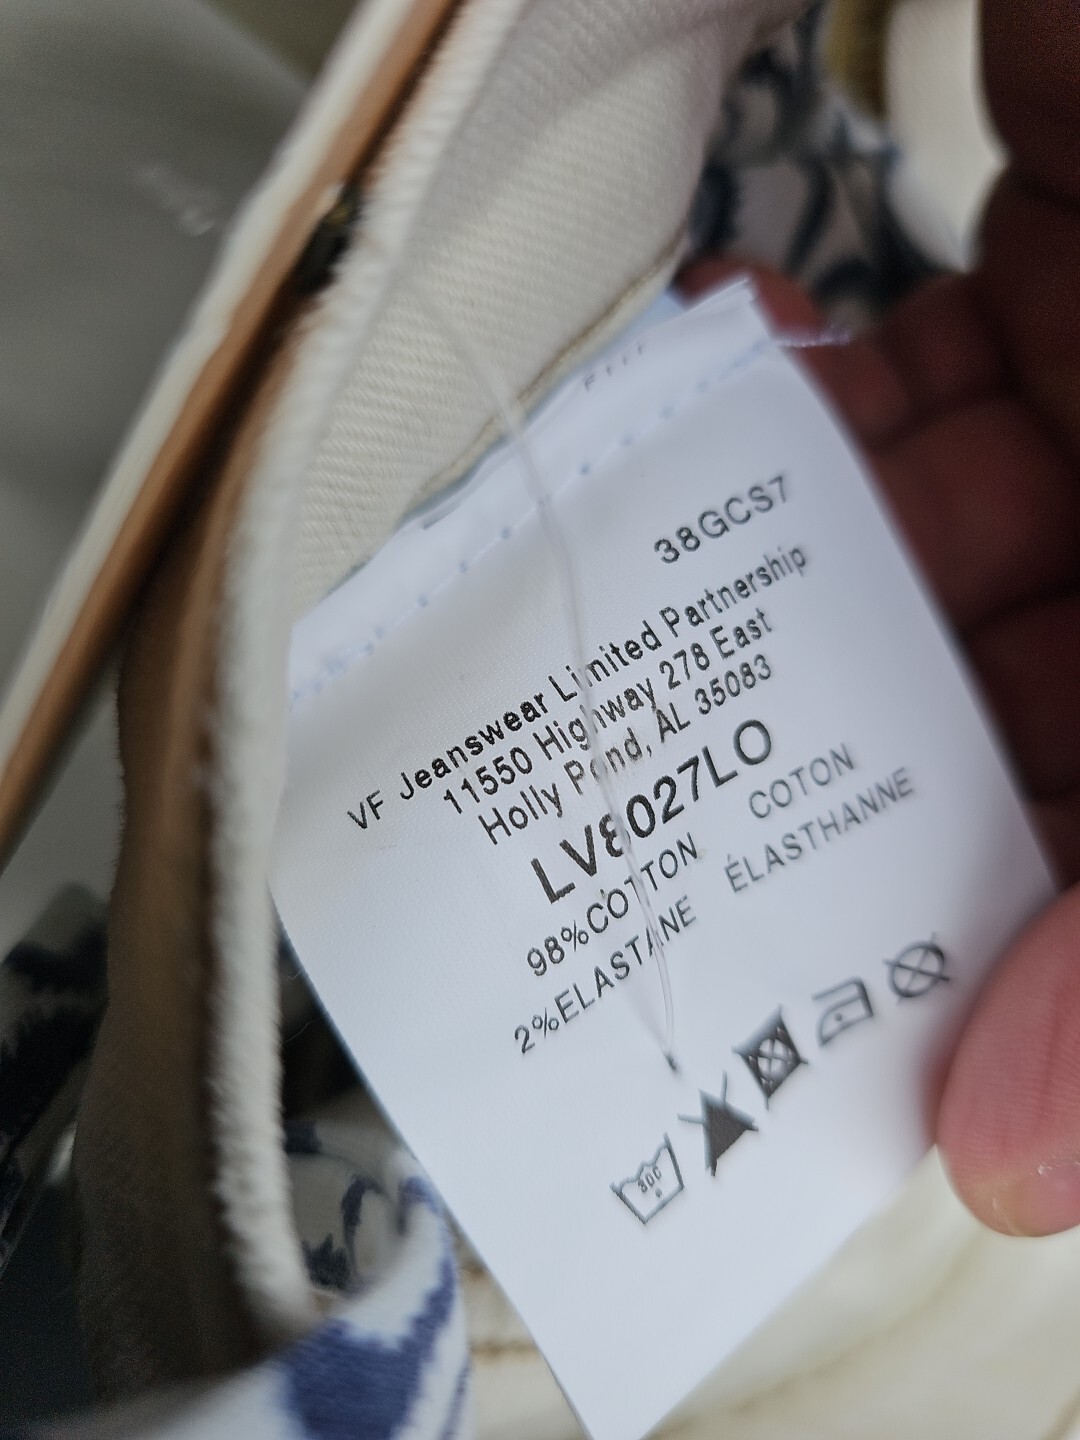 38GCS7
VF Jeanswear Limited Partnership
11550 Highway 278 East
Holly Pond, AL 35083
LV8027LO
98%COTTON COTON
2%ELASTANE ÉLASTHANNE
30C